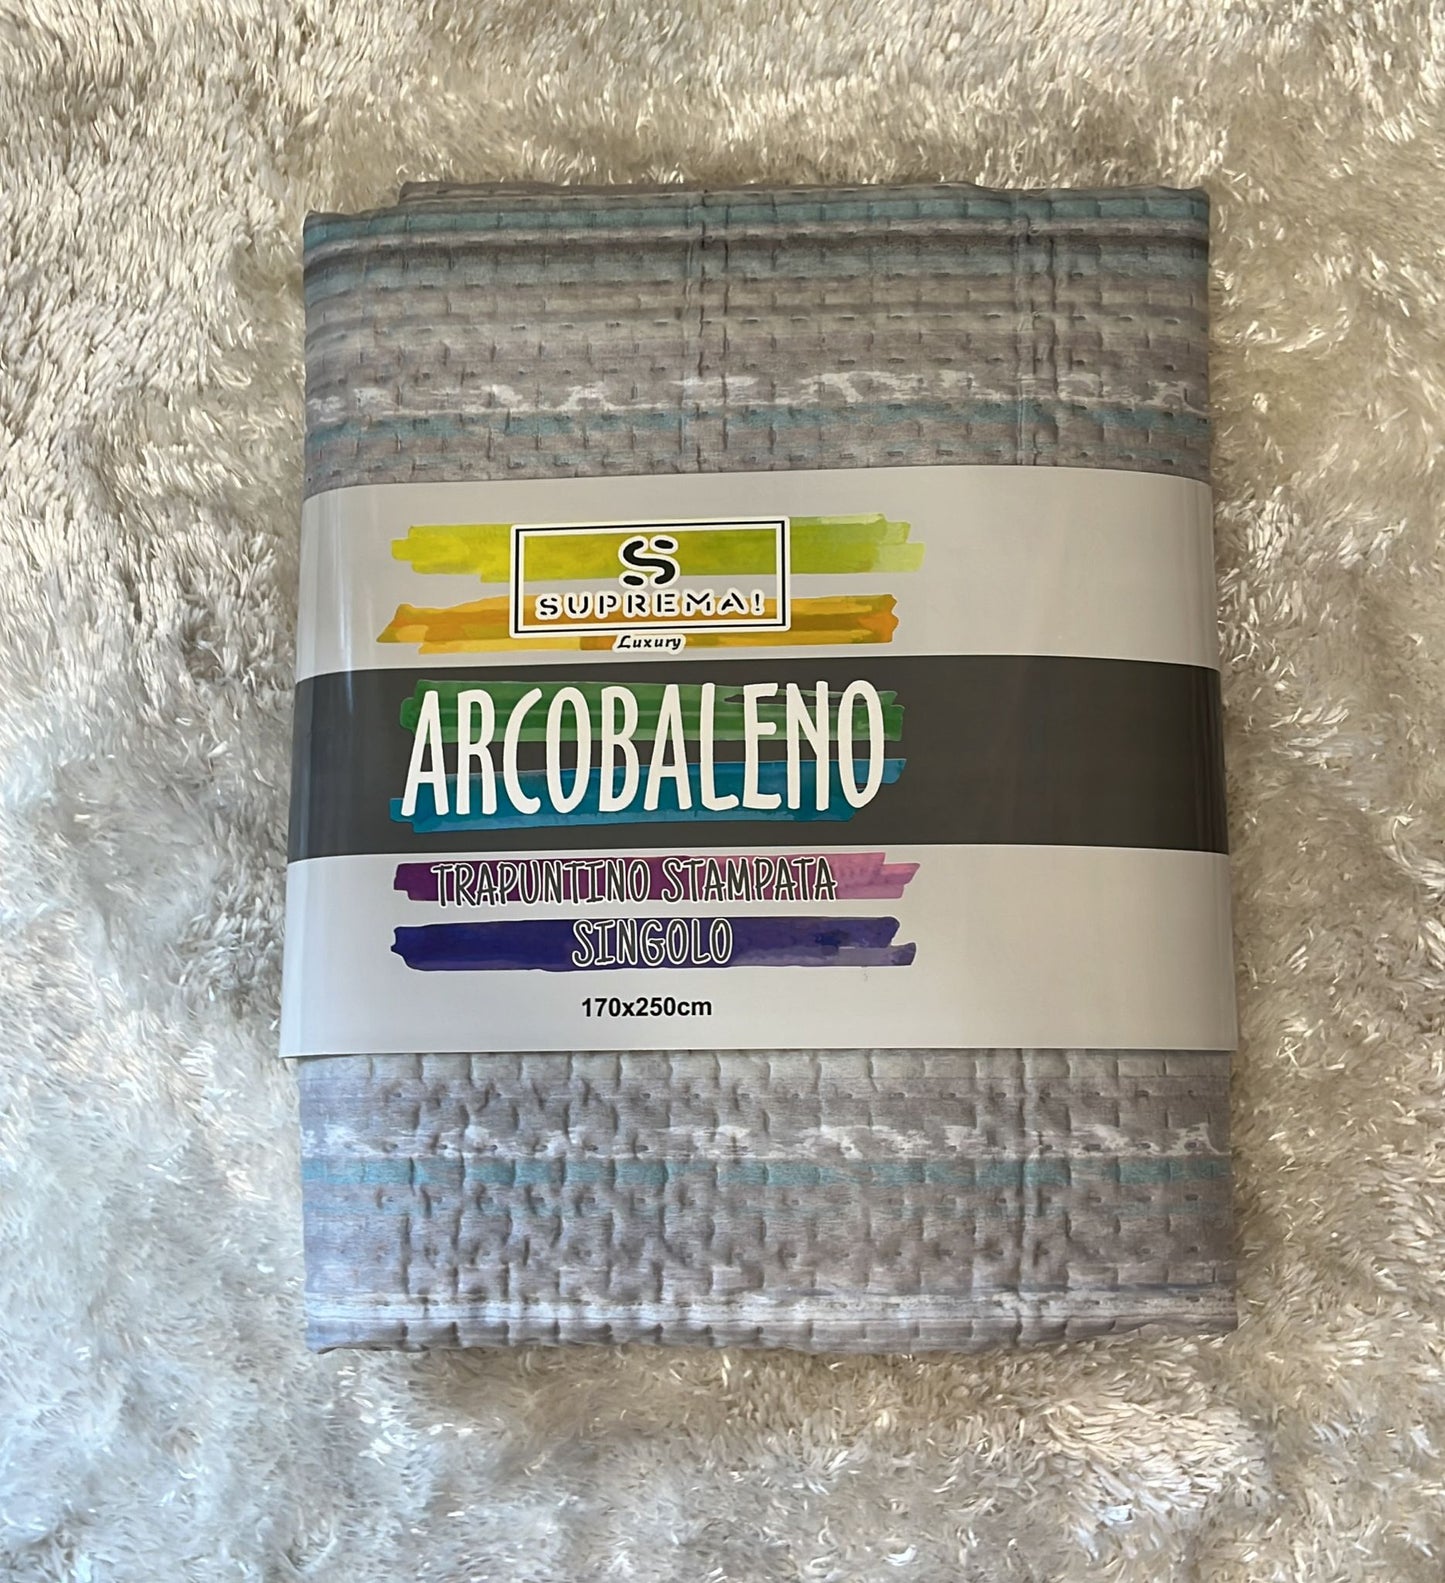 S
SUPREMA!
Luxury
ARCOBALENO
TRAPUNTINO STAMPATA
SINGOLO
170x250cm